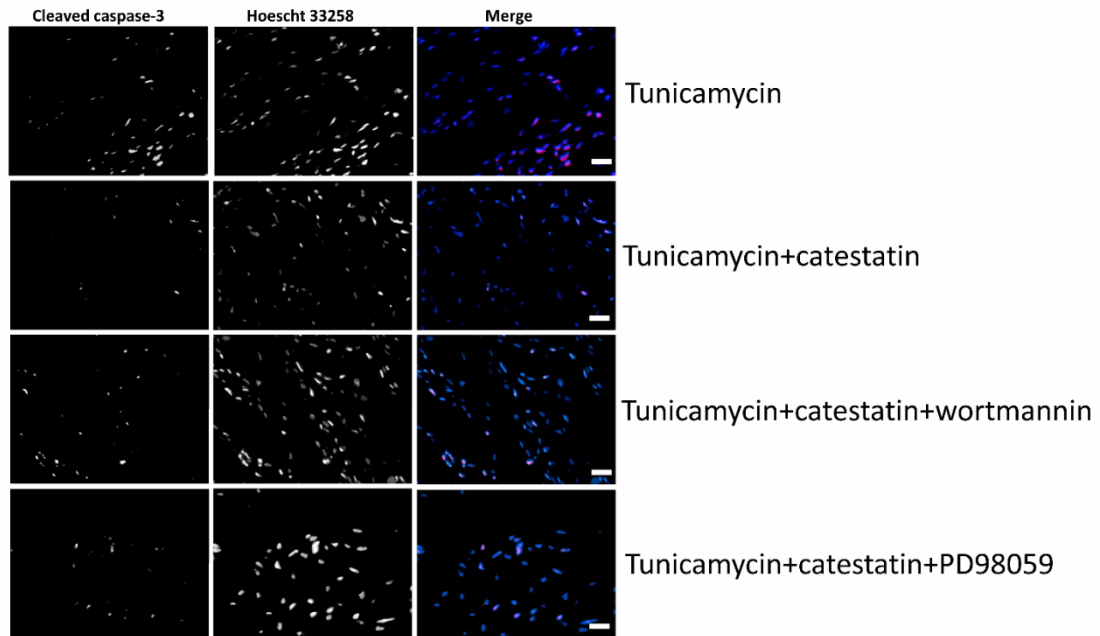 Cleaved caspase-3 Hoescht 33258 Merge
Tunicamycin
Tunicamycin+catestatin
Tunicamycin+catestatin+wortmannin
Tunicamycin+catestatin+PD98059